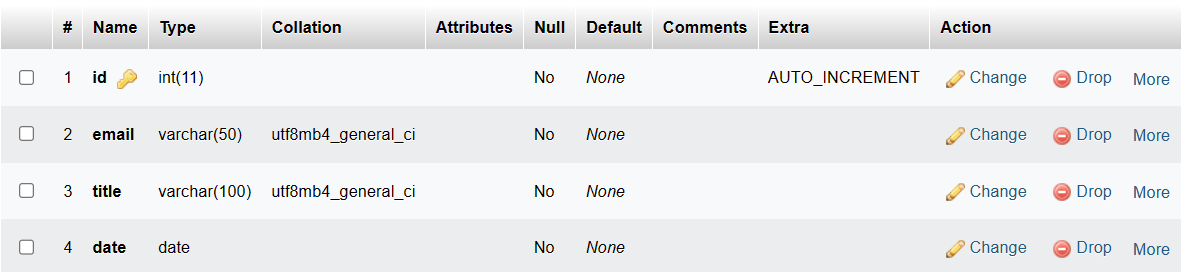 # Name Type Collation Attributes Null Default Comments Extra Action
1 id int(11) No None AUTO_INCREMENT Change Drop More
2 email varchar(50) utf8mb4_general_ci No None Change Drop More
3 title varchar(100) utf8mb4_general_ci No None Change Drop More
4 date date No None Change Drop More